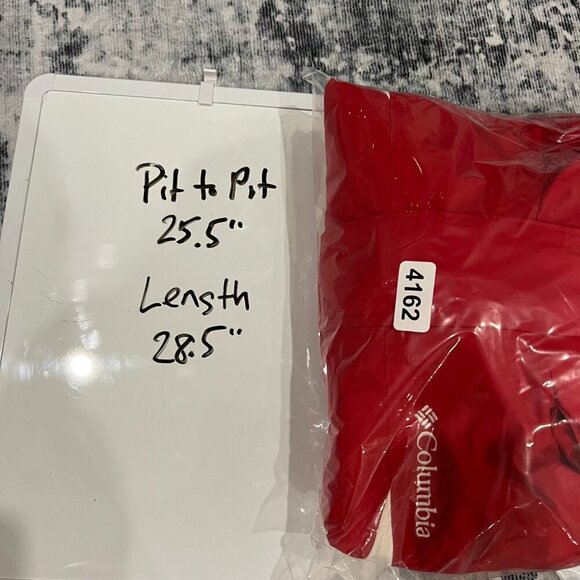 Pit to Pit
25.5"
Length
28.5"
4162
Columbia